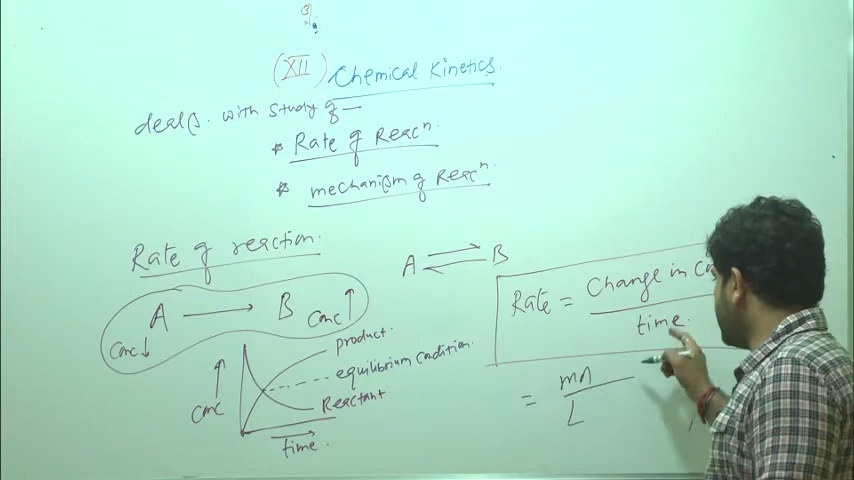 (XII) Chemical Kinetics.
deals. with study of —
* Rate of Reacⁿ.
* mechanism of Reacⁿ.
Rate of reaction.
A ⇌ B
A → B
Conc↓
Conc↑
Rate = Change in Co
time.
product.
equilibrium condition.
Reactant
Conc ↑
time.
=
L